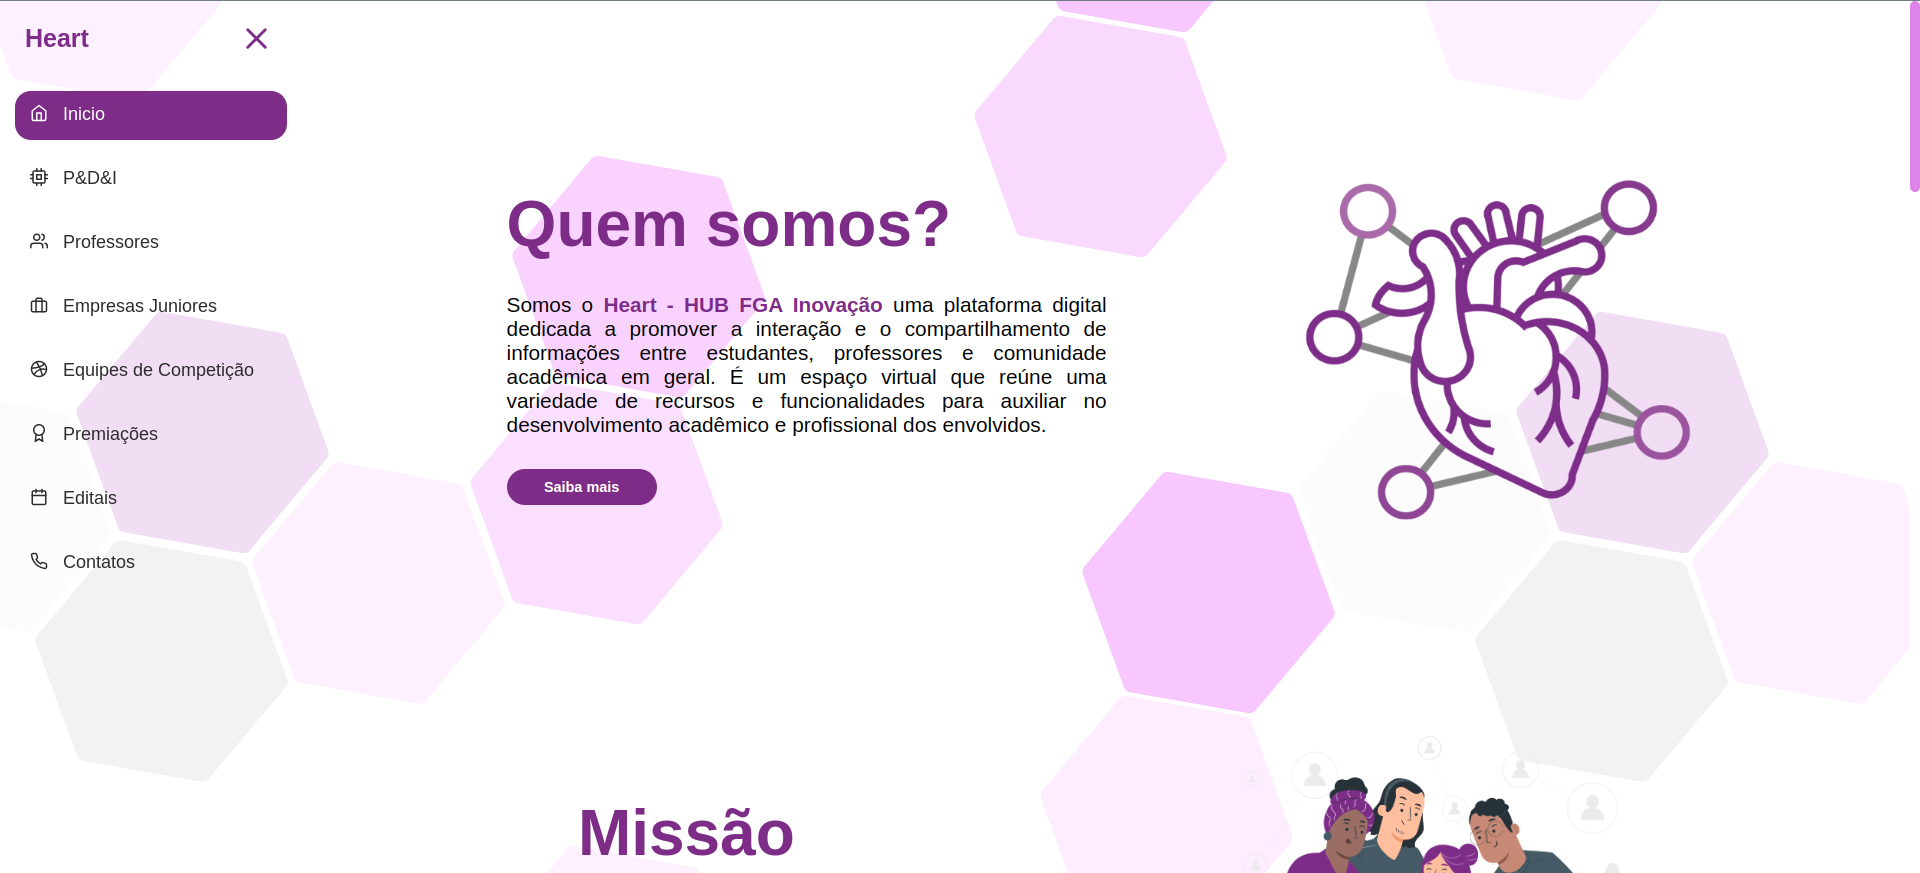 Heart
Inicio
P&D&I
Professores
Empresas Juniores
Equipes de Competição
Premiações
Editais
Contatos
Quem somos?
Somos o Heart - HUB FGA Inovação uma plataforma digital
dedicada a promover a interação e o compartilhamento de
informações entre estudantes, professores e comunidade
acadêmica em geral. É um espaço virtual que reúne uma
variedade de recursos e funcionalidades para auxiliar no
desenvolvimento acadêmico e profissional dos envolvidos.
Saiba mais
Missão